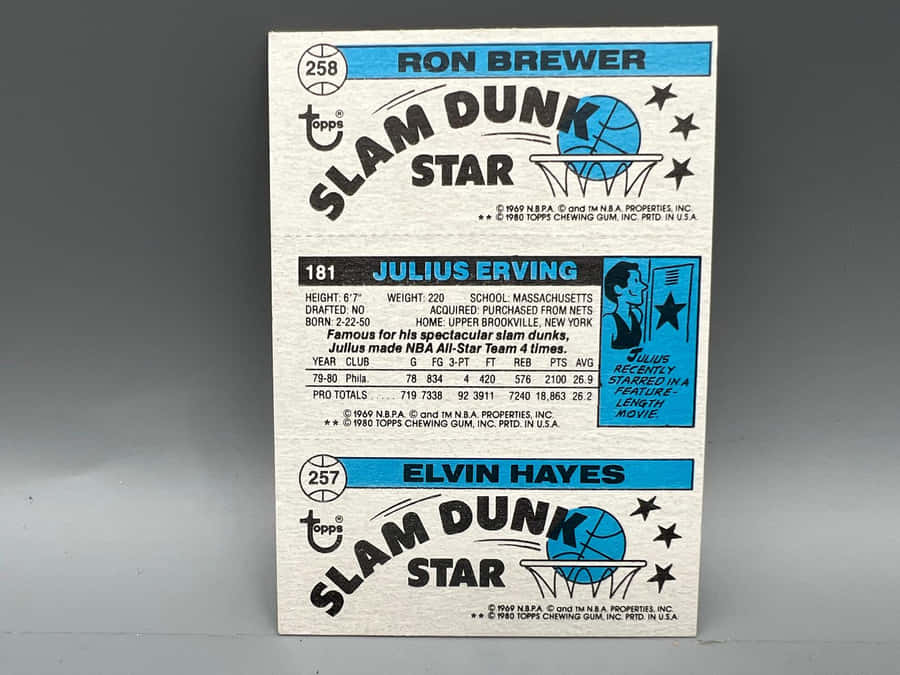 258 RON BREWER
Topps®
SLAM DUNK
STAR
© 1969 N.B.P.A. © and TM N.B.A. PROPERTIES, INC.
** © 1980 TOPPS CHEWING GUM, INC. PRTD. IN U.S.A.
181 JULIUS ERVING
HEIGHT: 6'7" WEIGHT: 220 SCHOOL: MASSACHUSETTS
DRAFTED: NO ACQUIRED: PURCHASED FROM NETS
BORN: 2-22-50 HOME: UPPER BROOKVILLE, NEW YORK
Famous for his spectacular slam dunks,
Julius made NBA All-Star Team 4 times.
YEAR CLUB G FG 3-PT FT REB PTS AVG
79-80 Phila. 78 834 4 420 576 2100 26.9
PRO TOTALS .... 719 7338 92 3911 7240 18,863 26.2
© 1969 N.B.P.A. © and TM N.B.A. PROPERTIES, INC.
** © 1980 TOPPS CHEWING GUM, INC. PRTD. IN U.S.A.
JULIUS
RECENTLY
STARRED IN A
FEATURE-
LENGTH
MOVIE.
257 ELVIN HAYES
Topps®
SLAM DUNK
STAR
© 1969 N.B.P.A. © and TM N.B.A. PROPERTIES, INC.
** © 1980 TOPPS CHEWING GUM, INC. PRTD. IN U.S.A.